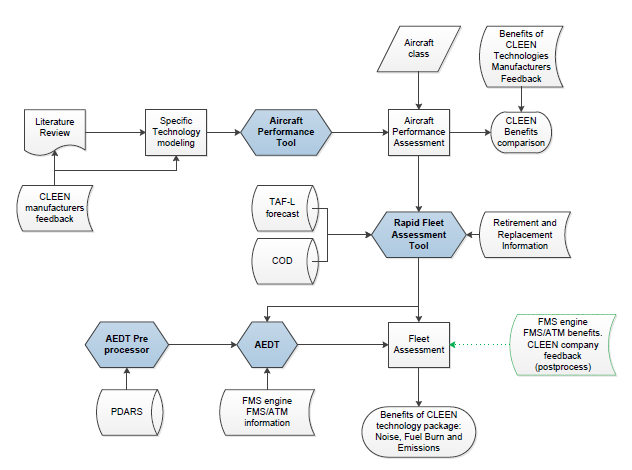 Aircraft
class
Benefits of
CLEEN
Technologies
Manufacturers
Feedback
Literature
Review
Specific
Technology
modeling
Aircraft
Performance
Tool
Aircraft
Performance
Assessment
CLEEN
Benefits
comparison
CLEEN
manufacturers
feedback
TAF-L
forecast
COD
Rapid Fleet
Assessment
Tool
Retirement and
Replacement
Information
AEDT Pre
processor
AEDT
Fleet
Assessment
FMS engine
FMS/ATM benefits.
CLEEN company
feedback
(postprocess)
PDARS
FMS engine
FMS/ATM
information
Benefits of CLEEN
technology package:
Noise, Fuel Burn and
Emissions